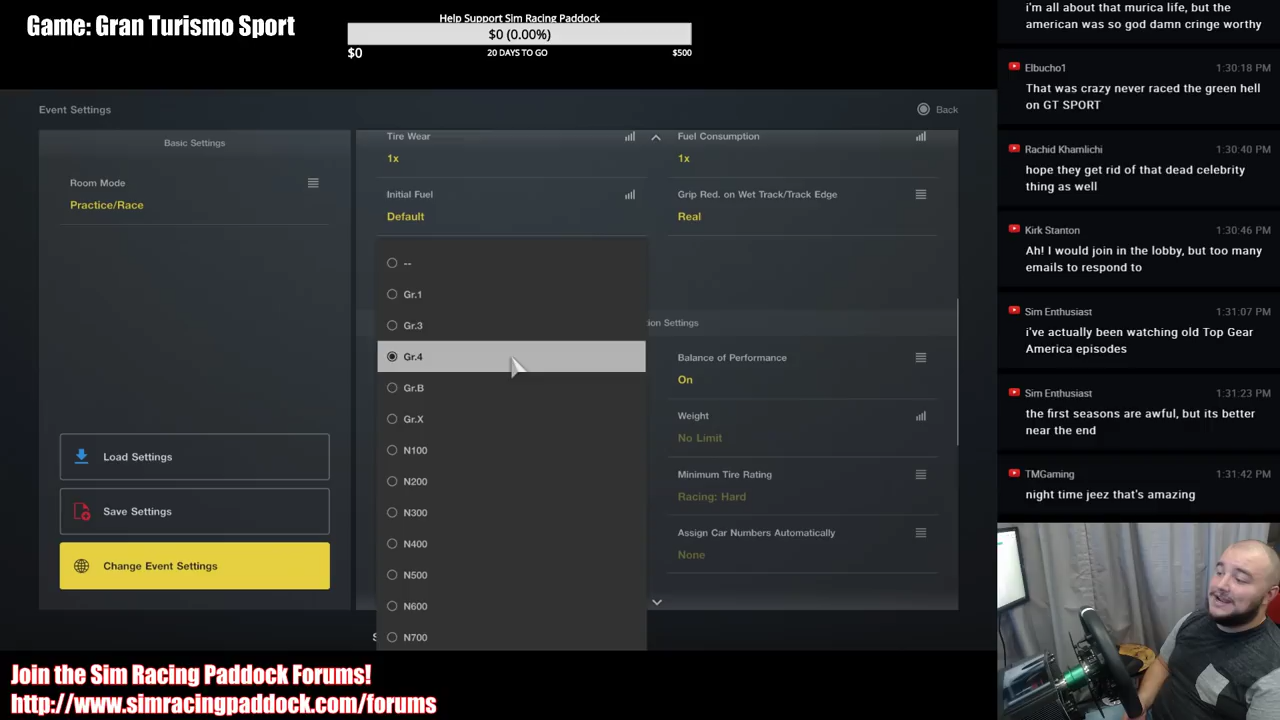 Game: Gran Turismo Sport
Help Support Sim Racing Paddock
$0 (0.00%)
$0
20 DAYS TO GO
$500
Event Settings
Back
Basic Settings
Room Mode
Practice/Race
Load Settings
Save Settings
Change Event Settings
Tire Wear
1x
Fuel Consumption
1x
Initial Fuel
Default
Grip Red. on Wet Track/Track Edge
Real
--
Gr.1
Gr.3
Gr.4
Gr.B
Gr.X
N100
N200
N300
N400
N500
N600
N700
ion Settings
Balance of Performance
On
Weight
No Limit
Minimum Tire Rating
Racing: Hard
Assign Car Numbers Automatically
None
i'm all about that murica life, but the
american was so god damn cringe worthy
Elbucho1 1:30:18 PM
That was crazy never raced the green hell
on GT SPORT
Rachid Khamlichi 1:30:40 PM
hope they get rid of that dead celebrity
thing as well
Kirk Stanton 1:30:46 PM
Ah! I would join in the lobby, but too many
emails to respond to
Sim Enthusiast 1:31:07 PM
i've actually been watching old Top Gear
America episodes
Sim Enthusiast 1:31:23 PM
the first seasons are awful, but its better
near the end
TMGaming 1:31:42 PM
night time jeez that's amazing
Join the Sim Racing Paddock Forums!
http://www.simracingpaddock.com/forums